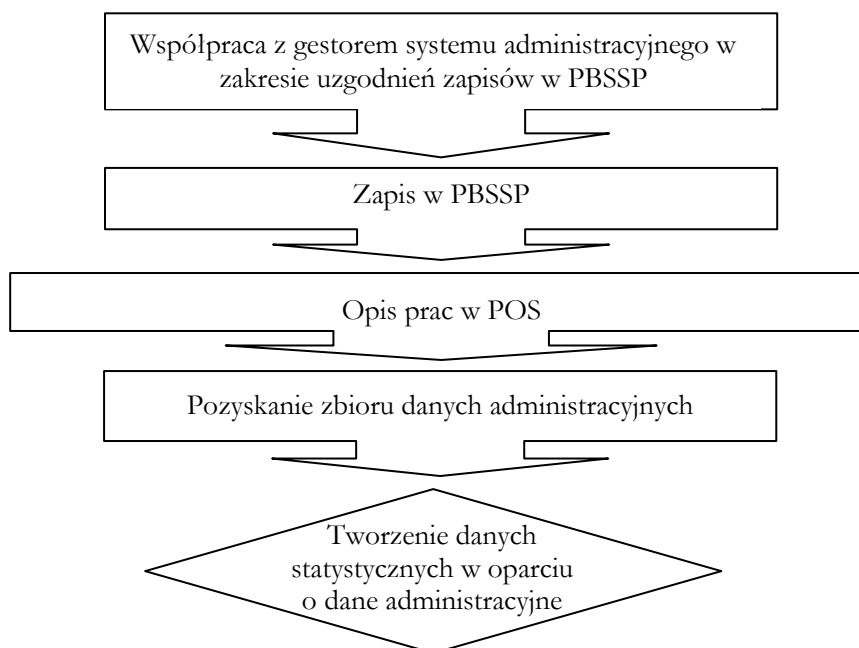 Współpraca z gestorem systemu administracyjnego w
zakresie uzgodnień zapisów w PBSSP
Zapis w PBSSP
Opis prac w POS
Pozyskanie zbioru danych administracyjnych
Tworzenie danych
statystycznych w oparciu
o dane administracyjne